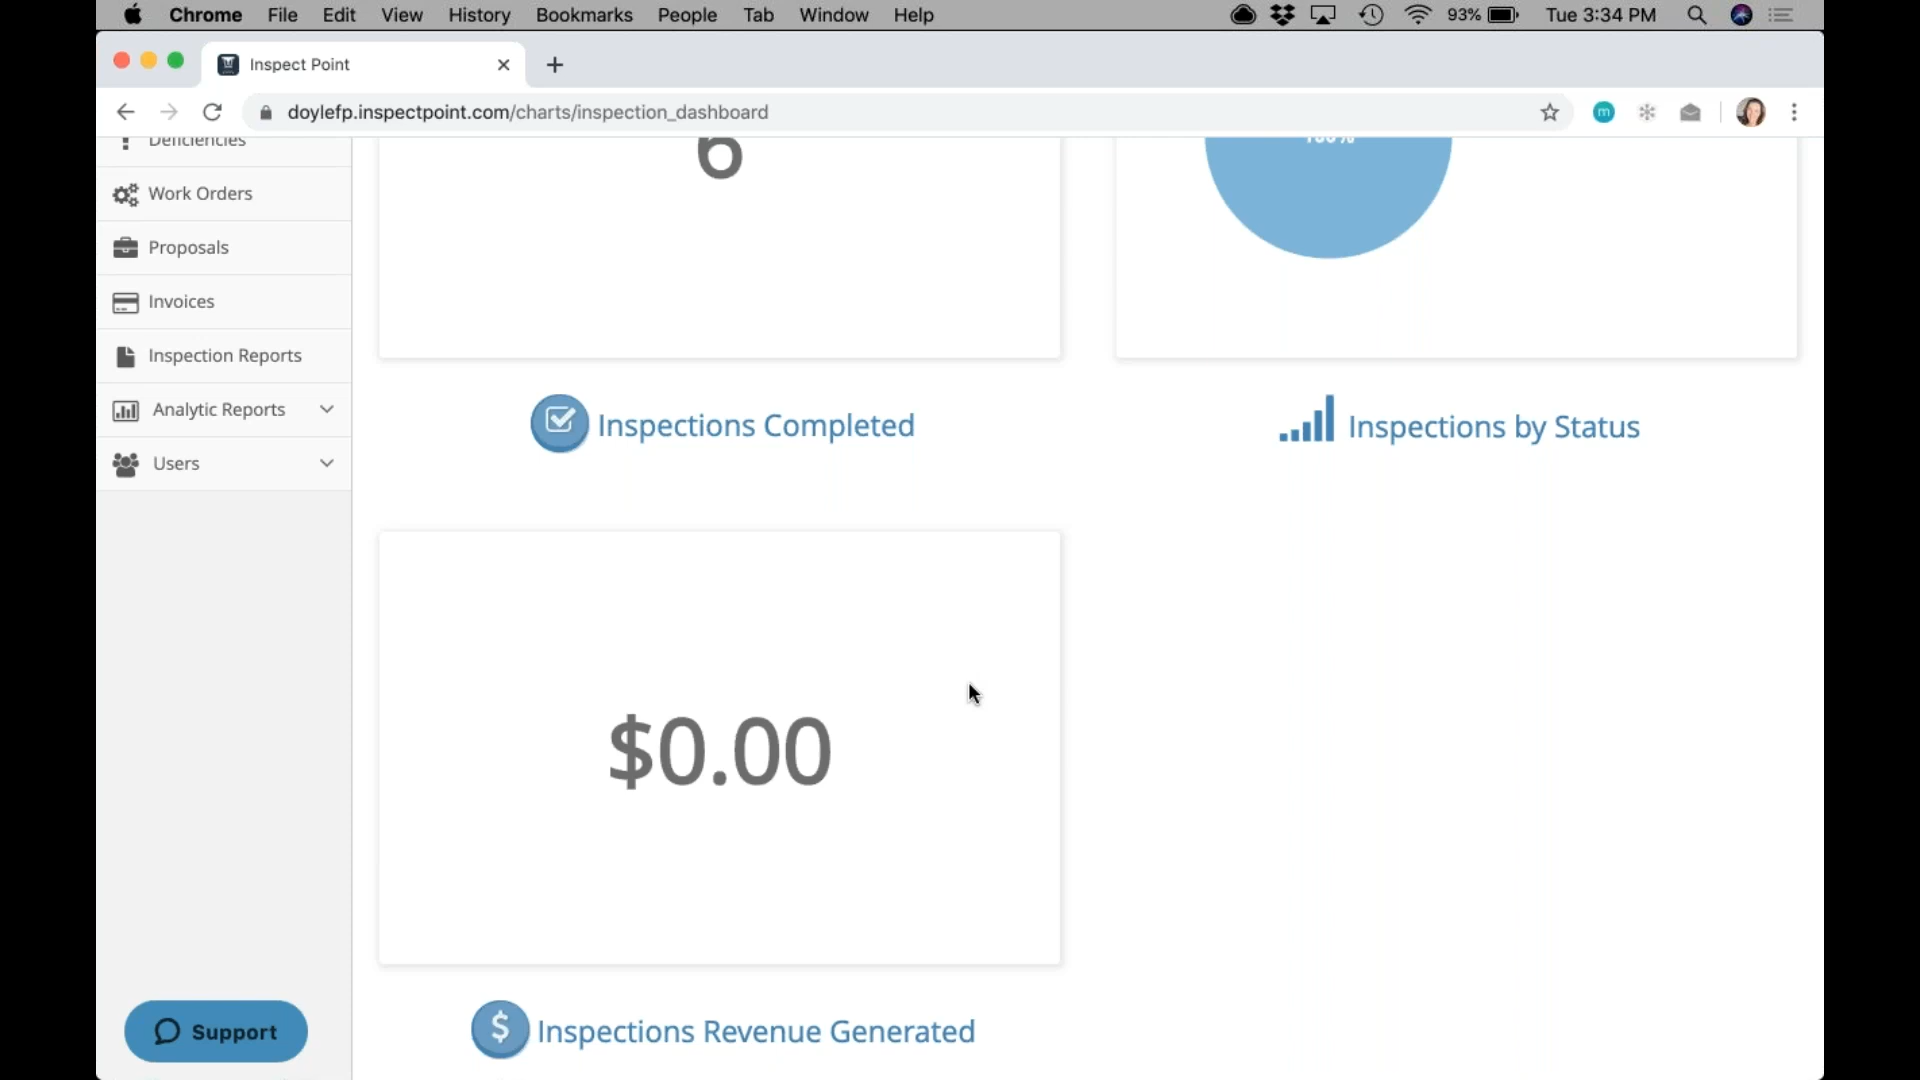 Chrome File Edit View History Bookmarks People Tab Window Help 93% Tue 3:34 PM
Inspect Point
doylefp.inspectpoint.com/charts/inspection_dashboard
m
Deficiencies
6
100%
Work Orders
Proposals
Invoices
Inspection Reports
Analytic Reports
Users
Inspections Completed
Inspections by Status
$0.00
$ Inspections Revenue Generated
Support